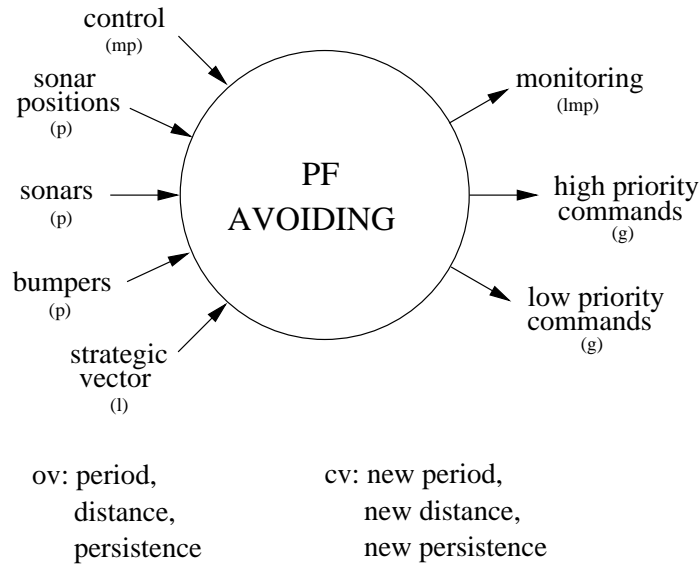 control
(mp)
sonar
positions
(p)
sonars
(p)
bumpers
(p)
strategic
vector
(l)
PF
AVOIDING
monitoring
(lmp)
high priority
commands
(g)
low priority
commands
(g)
ov: period,
distance,
persistence
cv: new period,
new distance,
new persistence